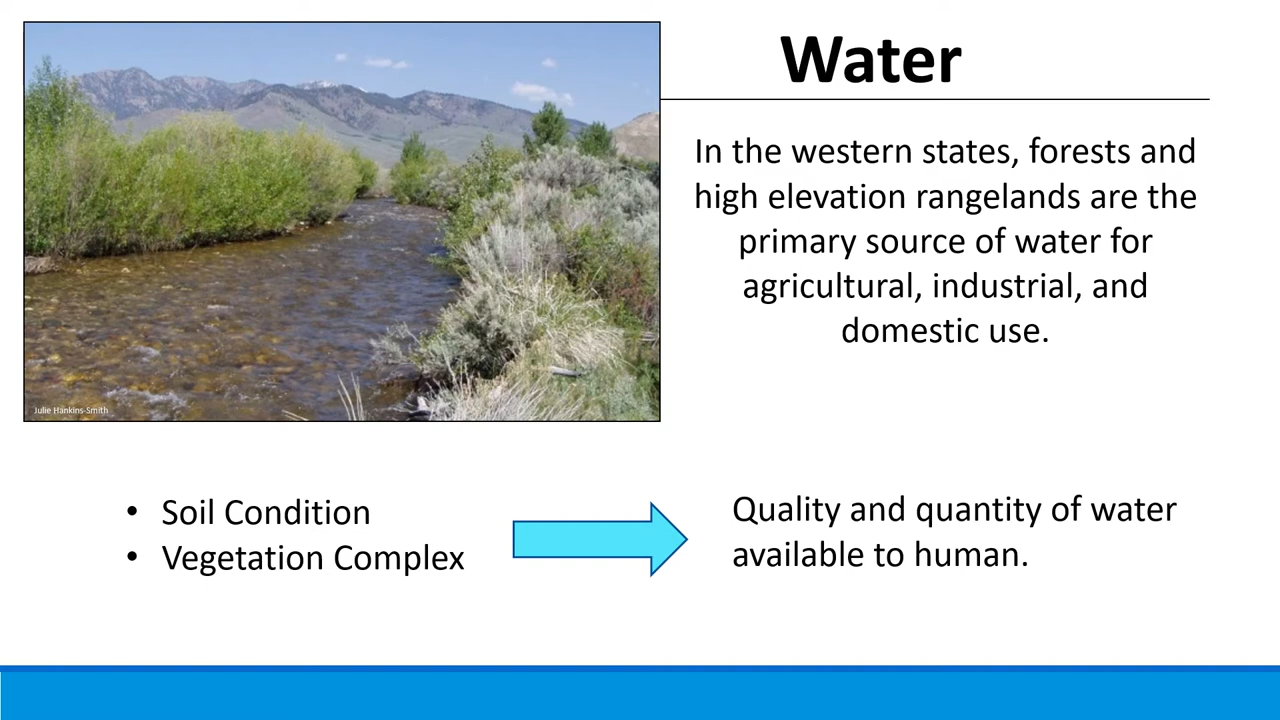 Water
In the western states, forests and
high elevation rangelands are the
primary source of water for
agricultural, industrial, and
domestic use.
Julie Hankins-Smith
• Soil Condition
• Vegetation Complex
Quality and quantity of water
available to human.